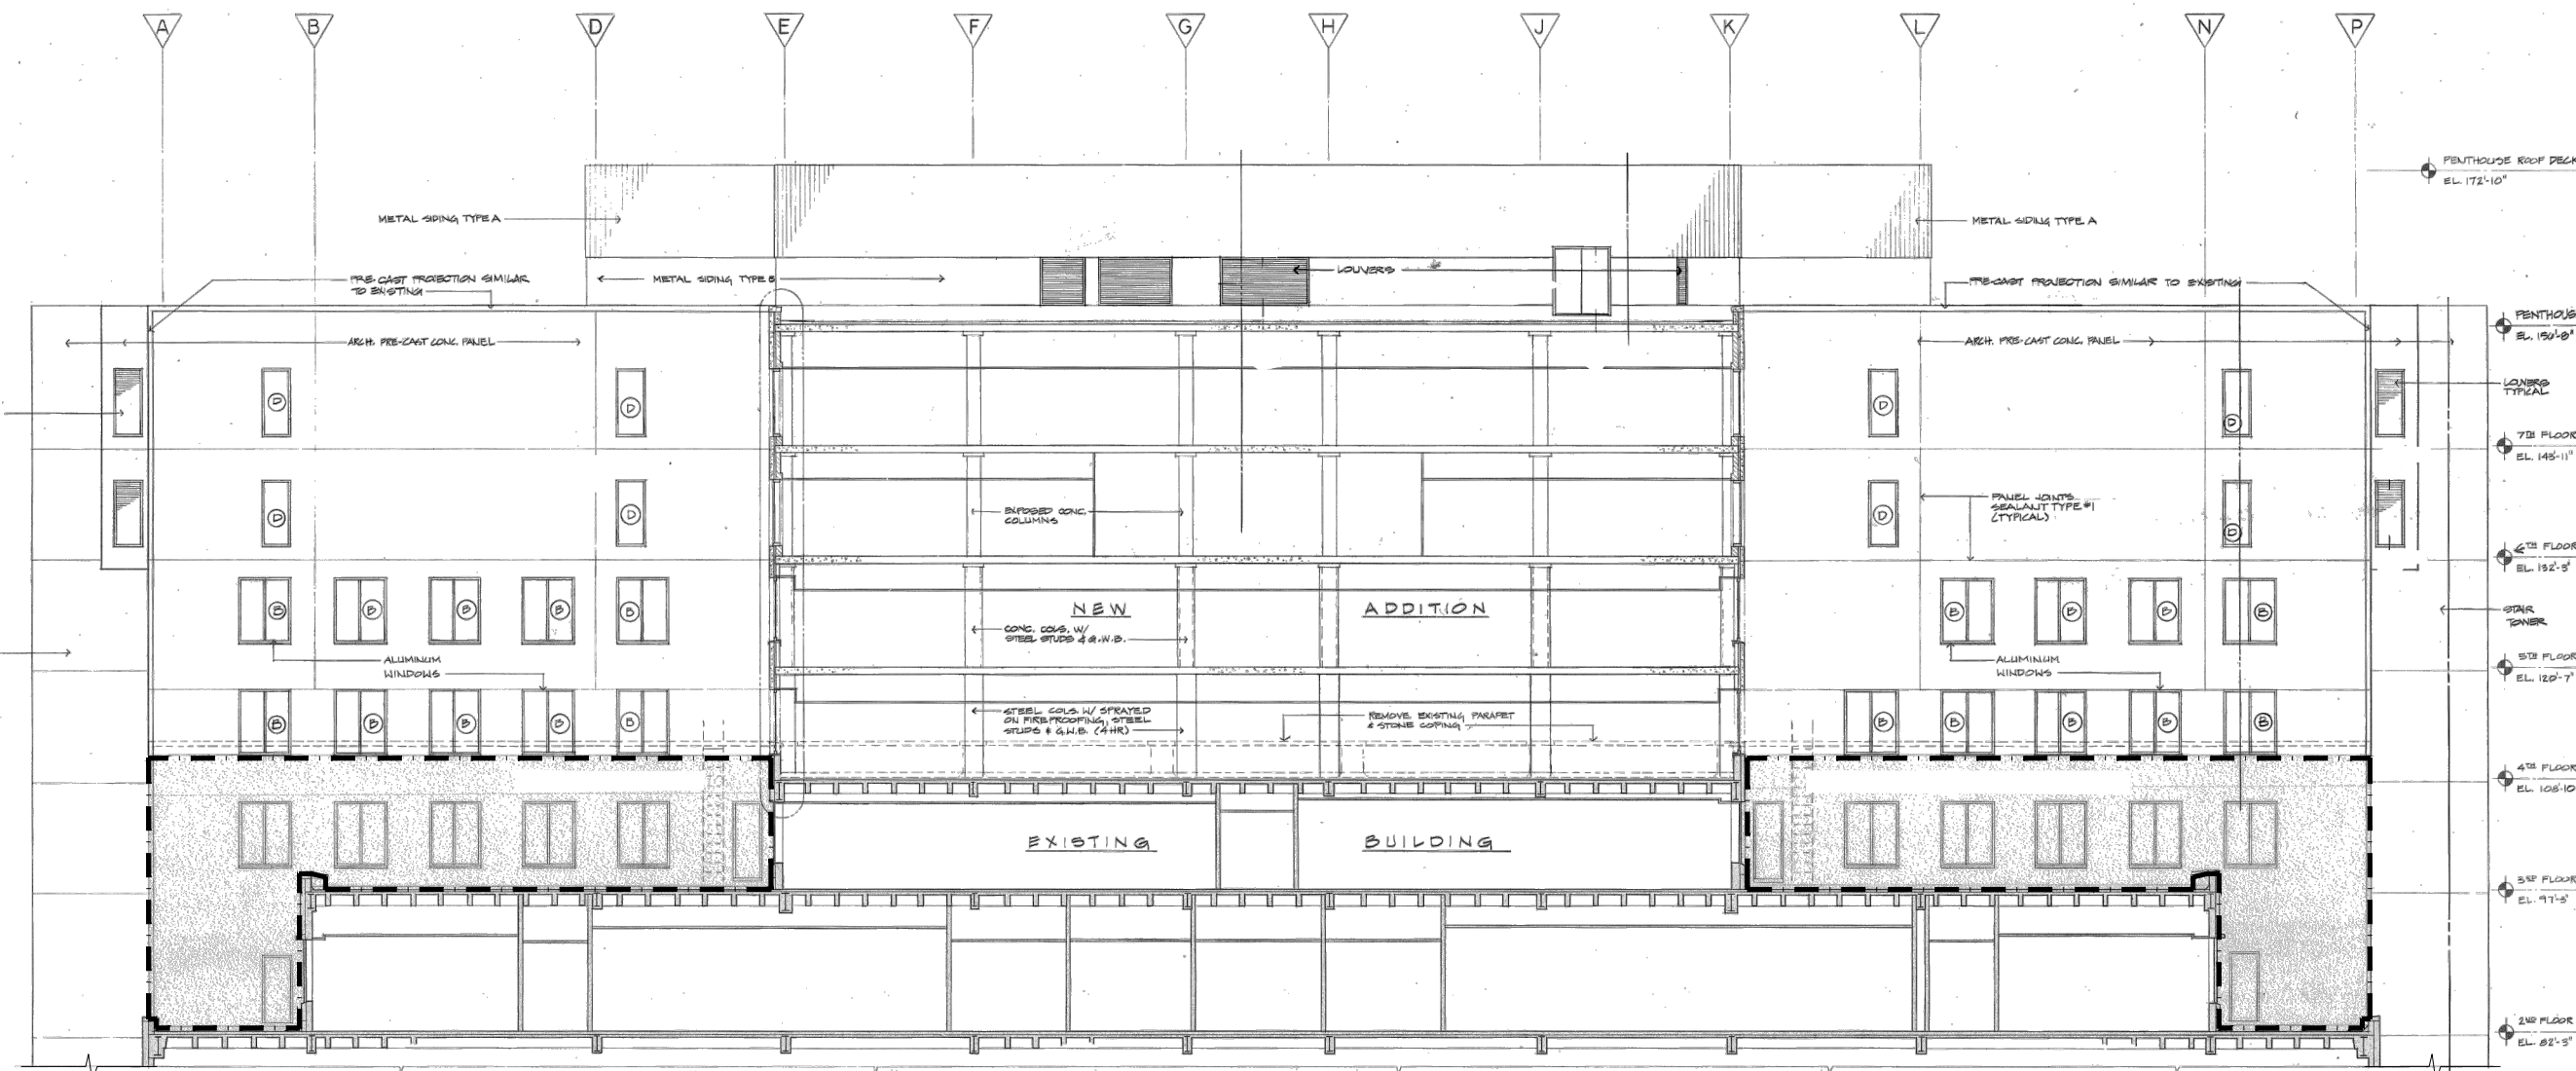 A B D E F G H J K L N P
PENTHOUSE ROOF DECK
EL. 172'-10"
METAL SIDING TYPE A
METAL SIDING TYPE A
PRE-CAST PROJECTION SIMILAR
TO EXISTING
METAL SIDING TYPE B
LOUVERS
PRE-CAST PROJECTION SIMILAR TO EXISTING
PENTHOUS
ARCH. PRE-CAST CONC. PANEL
ARCH. PRE-CAST CONC. PANEL
LOUVERS
TYPICAL
D
D
D
D
7TH FLOOR
EL. 143'-11"
EXPOSED CONC.
COLUMNS
PANEL JOINTS
SEALANT TYPE #1
(TYPICAL)
D
D
D
D
6TH FLOOR
EL. 132'-3"
B B B B B
NEW ADDITION
B B B B
STAIR
TOWER
CONC. COLS. W/
STEEL STUDS & G.W.B.
ALUMINUM
WINDOWS
ALUMINUM
WINDOWS
5TH FLOOR
EL. 120'-7"
B B B B B
STEEL COLS. W/ SPRAYED
ON FIREPROOFING, STEEL
STUDS & G.W.B. (4HR)
REMOVE EXISTING PARAPET
& STONE COPING
B B B B B
4TH FLOOR
EL. 108'-10
EXISTING BUILDING
3RD FLOOR
EL. 97'-3"
2ND FLOOR
EL. 82'-3"